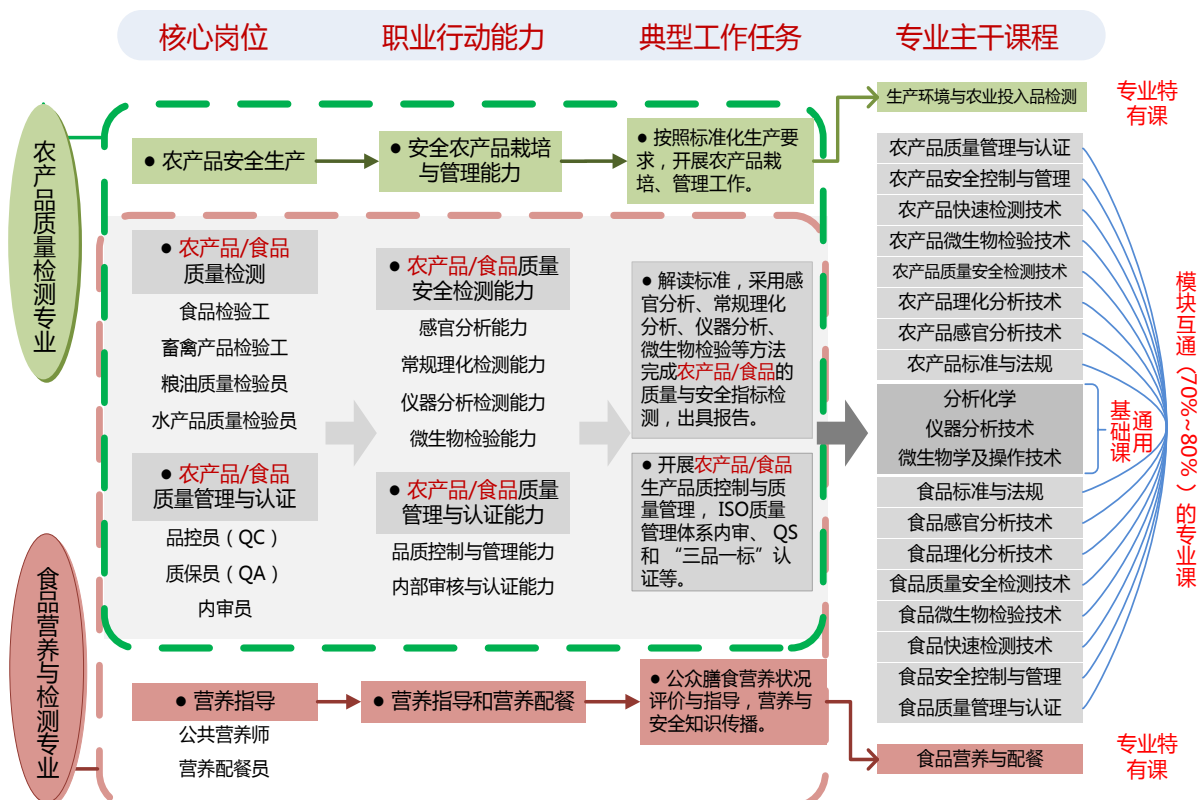 核心岗位
职业行动能力
典型工作任务
专业主干课程
农产品质量检测专业
● 农产品安全生产
● 安全农产品栽培
与管理能力
● 按照标准化生产要
求，开展农产品栽
培、管理工作。
生产环境与农业投入品检测
专业特
有课
● 农产品/食品
质量检测
食品检验工
畜禽产品检验工
粮油质量检验员
水产品质量检验员
● 农产品/食品
质量管理与认证
品控员（QC）
质保员（QA）
内审员
● 农产品/食品质量
安全检测能力
感官分析能力
常规理化检测能力
仪器分析检测能力
微生物检验能力
● 农产品/食品质量
管理与认证能力
品质控制与管理能力
内部审核与认证能力
● 解读标准，采用感
官分析、常规理化
分析、仪器分析、
微生物检验等方法
完成农产品/食品的
质量与安全指标检
测，出具报告。
● 开展农产品/食品
生产品质控制与质
量管理，ISO质量
管理体系内审、QS
和“三品一标”认
证等。
农产品质量管理与认证
农产品安全控制与管理
农产品快速检测技术
农产品微生物检验技术
农产品质量安全检测技术
农产品理化分析技术
农产品感官分析技术
农产品标准与法规
分析化学
仪器分析技术
微生物学及操作技术
通用
基础课
食品标准与法规
食品感官分析技术
食品理化分析技术
食品质量安全检测技术
食品微生物检验技术
食品快速检测技术
食品安全控制与管理
食品质量管理与认证
模块互通（70%~80%）的专业课
食品营养与检测专业
● 营养指导
公共营养师
营养配餐员
● 营养指导和营养配餐
● 公众膳食营养状况
评价与指导，营养与
安全知识传播。
食品营养与配餐
专业特
有课